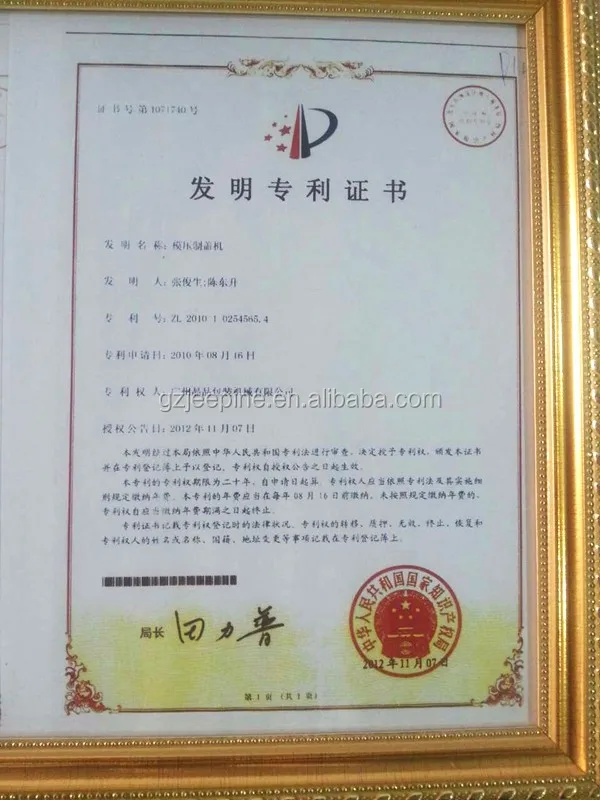 证书号第1071740号
发明专利证书
发明名称:模压制盖机
发明人:张俊生;陈东升
专利号:ZL 2010 1 0254565.4
专利申请日:2010年08月16日
专利权人:广州晶品包装机械有限公司
gzjeepine.en.alibaba.com
授权公告日:2012年11月07日
本发明经过本局依照中华人民共和国专利法进行审查,决定授予专利权,颁发本证书
并在专利登记簿上予以登记。专利权自授权公告之日起生效。
本专利的专利权期限为二十年,自申请日起算。专利权人应当依照专利法及其实施细
则规定缴纳年费。本专利的年费应当在每年08月16日前缴纳。未按照规定缴纳年费的,
专利权自应当缴纳年费期满之日起终止。
专利证书记载专利权登记时的法律状况。专利权的转移、质押、无效、终止、恢复和
专利权人的姓名或名称、国籍、地址变更等事项记载在专利登记簿上。
局长 田力普
中华人民共和国国家知识产权局
2012年11月07日
第1页(共1页)